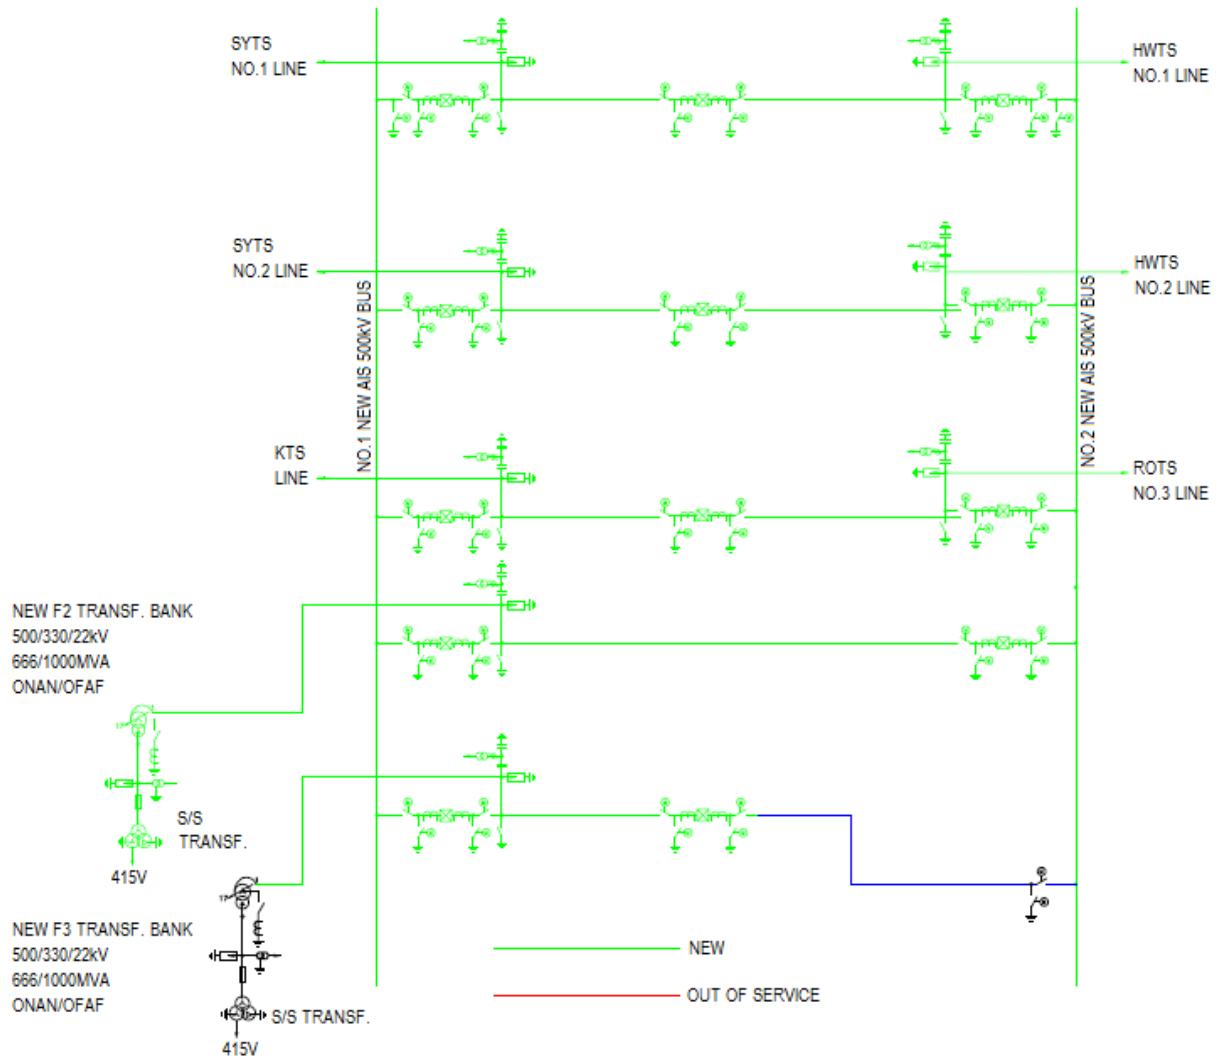 SYTS
NO.1 LINE
HWTS
NO.1 LINE
SYTS
NO.2 LINE
HWTS
NO.2 LINE
NO.1 NEW AIS 500kV BUS
NO.2 NEW AIS 500kV BUS
KTS
LINE
ROTS
NO.3 LINE
NEW F2 TRANSF. BANK
500/330/22kV
666/1000MVA
ONAN/OFAF
S/S
TRANSF.
415V
17
NEW F3 TRANSF. BANK
500/330/22kV
666/1000MVA
ONAN/OFAF
S/S TRANSF.
415V
NEW
OUT OF SERVICE